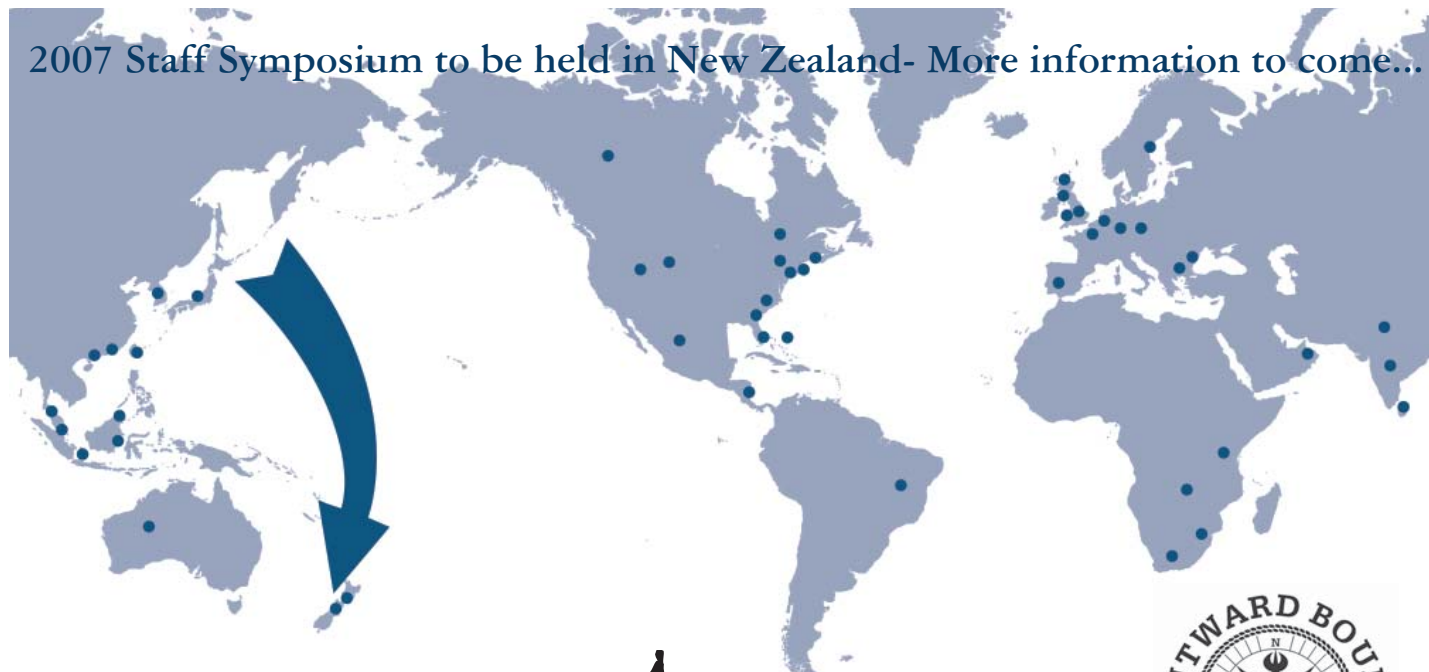 2007 Staff Symposium to be held in New Zealand- More information to come...
N